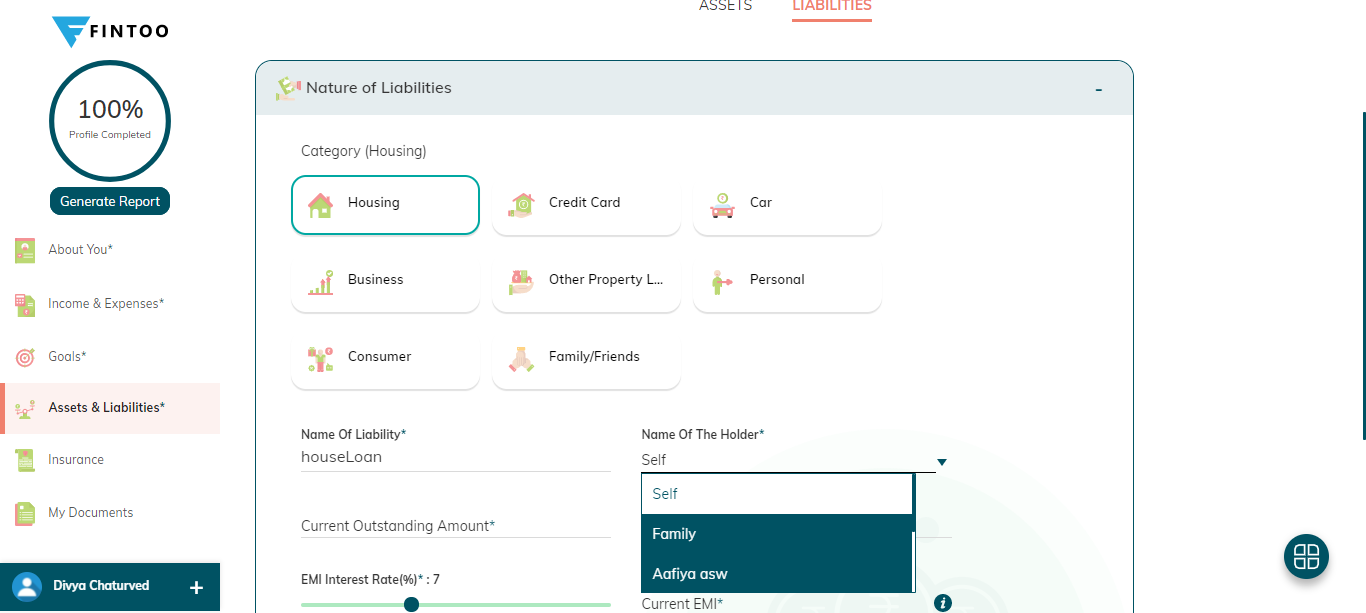 ASSETS
LIABILITIES
FINTOO
100%
Profile Completed
Generate Report
About You*
Income & Expenses*
Goals*
Assets & Liabilities*
Insurance
My Documents
Divya Chaturved
+
Nature of Liabilities
-
Category (Housing)
Housing
Credit Card
Car
Business
Other Property L...
Personal
Consumer
Family/Friends
Name Of Liability*
houseLoan
Name Of The Holder*
Self
Self
Family
Aafiya asw
Current Outstanding Amount*
EMI Interest Rate(%)* : 7
Current EMI*
i